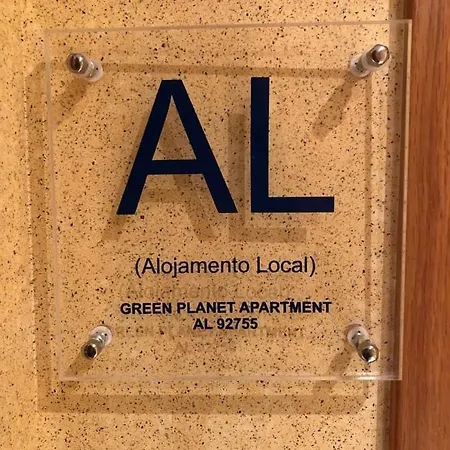 AL
(Alojamento Local)
GREEN PLANET APARTMENT
AL 92755